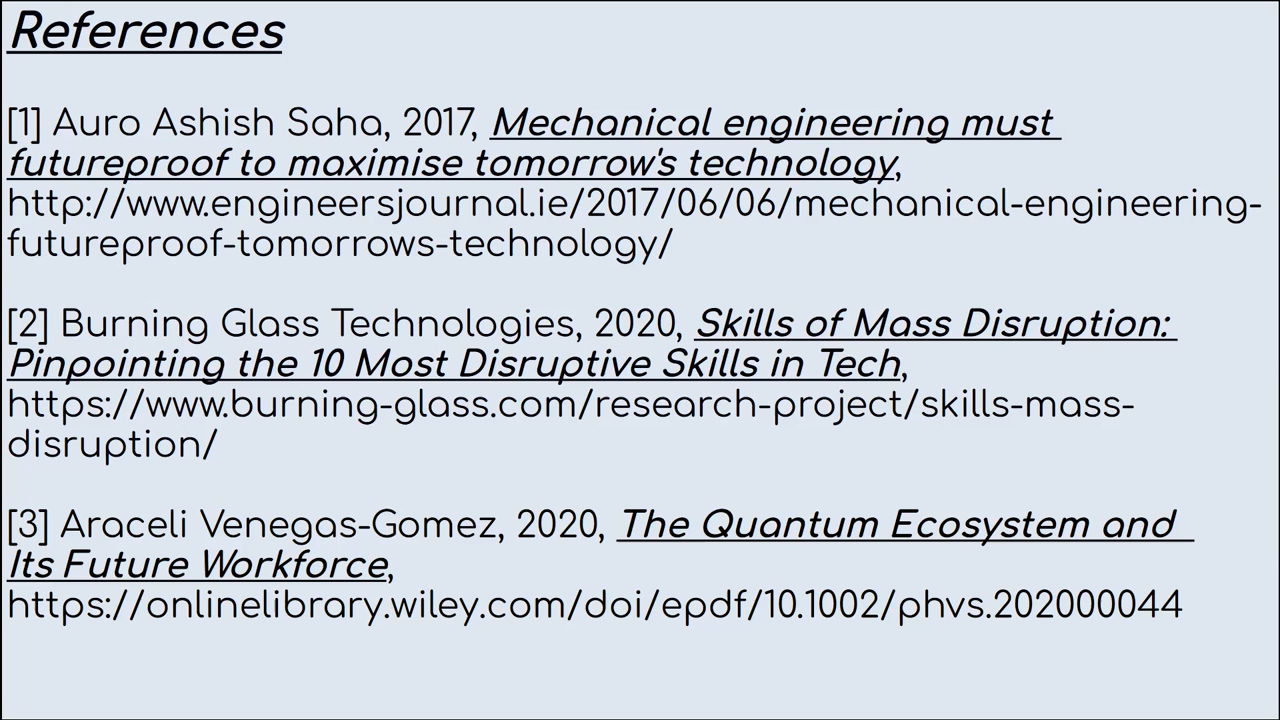 References
[1] Auro Ashish Saha, 2017, Mechanical engineering must
futureproof to maximise tomorrow's technology,
http://www.engineersjournal.ie/2017/06/06/mechanical-engineering-
futureproof-tomorrows-technology/
[2] Burning Glass Technologies, 2020, Skills of Mass Disruption:
Pinpointing the 10 Most Disruptive Skills in Tech,
https://www.burning-glass.com/research-project/skills-mass-
disruption/
[3] Araceli Venegas-Gomez, 2020, The Quantum Ecosystem and
Its Future Workforce,
https://onlinelibrary.wiley.com/doi/epdf/10.1002/phvs.202000044